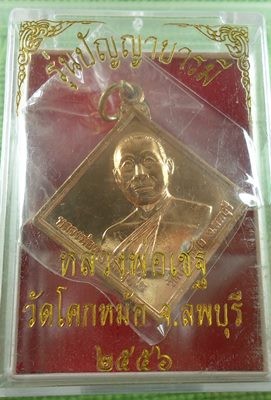 รุ่นปัญญาบารมี
หลวงพ่อเชฐ
วัดโคกหม้อ จ.ลพบุรี
๒๕๕๖